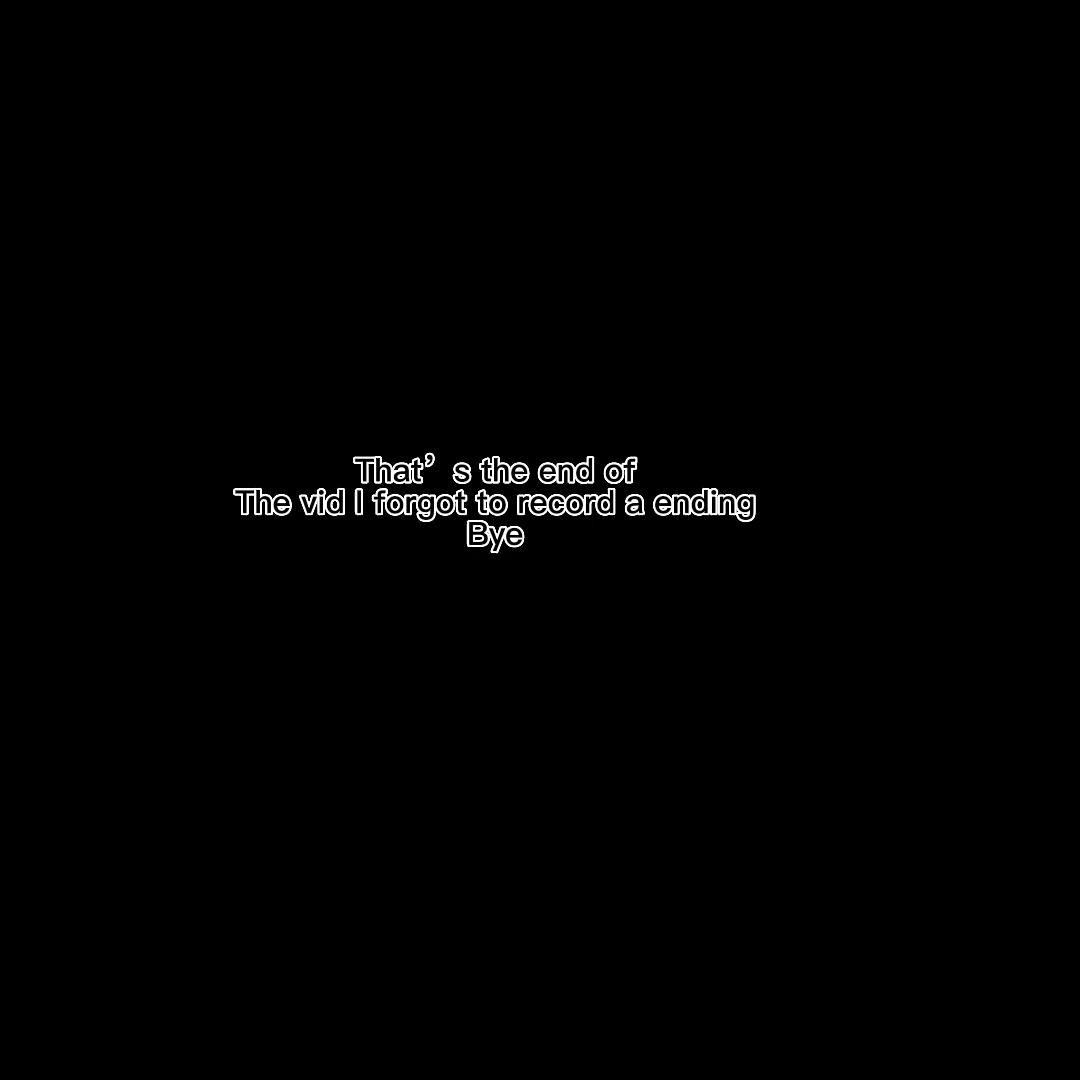 That’s the end of
The vid I forgot to record a ending
Bye